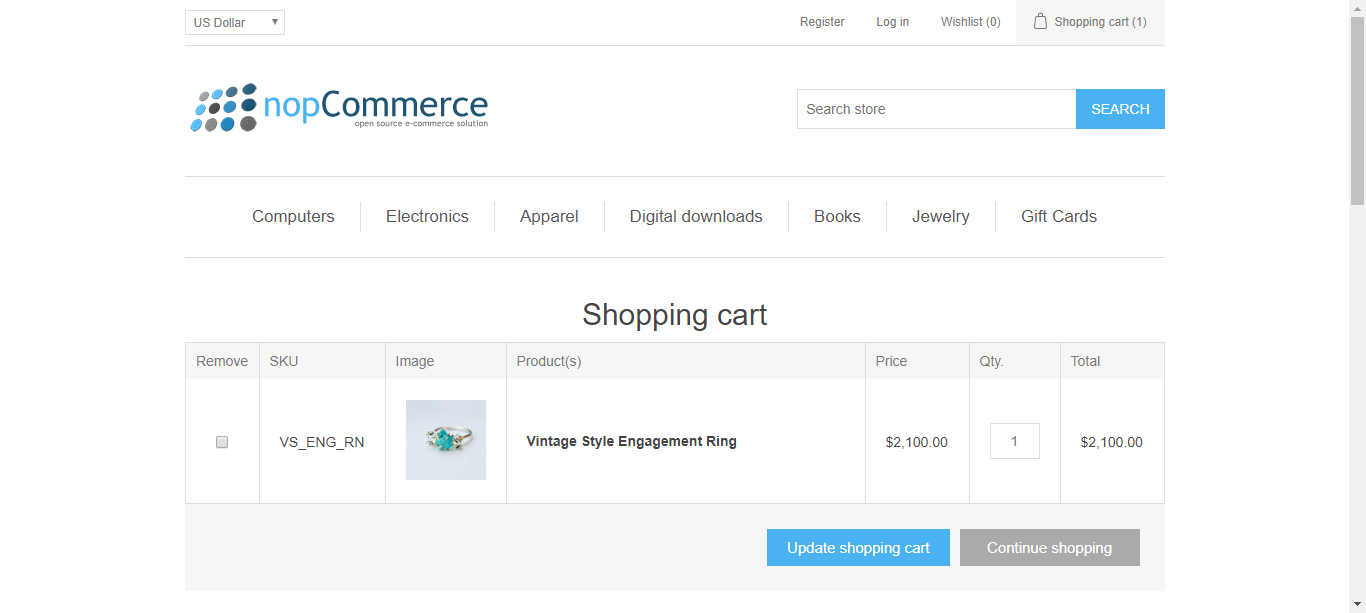 US Dollar Register Log in Wishlist (0) Shopping cart (1)
nopCommerce
open source e-commerce solution
Search store SEARCH
Computers Electronics Apparel Digital downloads Books Jewelry Gift Cards
Shopping cart
Remove SKU Image Product(s) Price Qty. Total
VS_ENG_RN Vintage Style Engagement Ring $2,100.00 1 $2,100.00
Update shopping cart Continue shopping